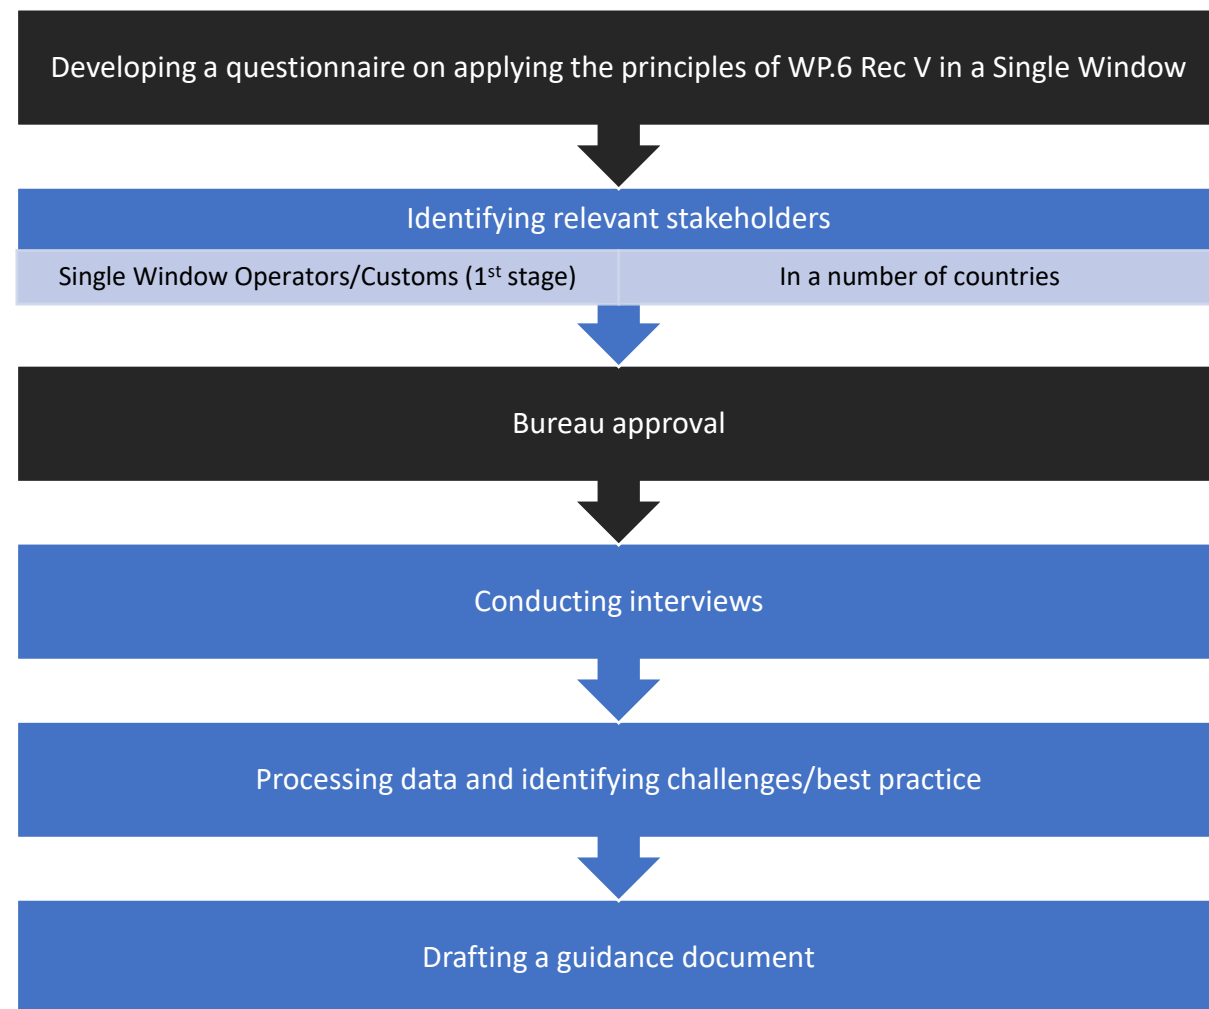 Developing a questionnaire on applying the principles of WP.6 Rec V in a Single Window
Identifying relevant stakeholders
Single Window Operators/Customs (1st stage)
In a number of countries
Bureau approval
Conducting interviews
Processing data and identifying challenges/best practice
Drafting a guidance document